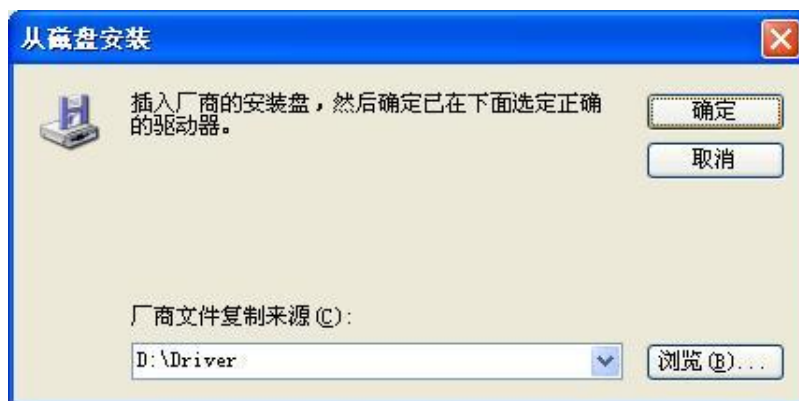 从磁盘安装
插入厂商的安装盘，然后确定已在下面选定正确
的驱动器。
确定
取消
厂商文件复制来源(C):
D:\Driver
浏览(B)...